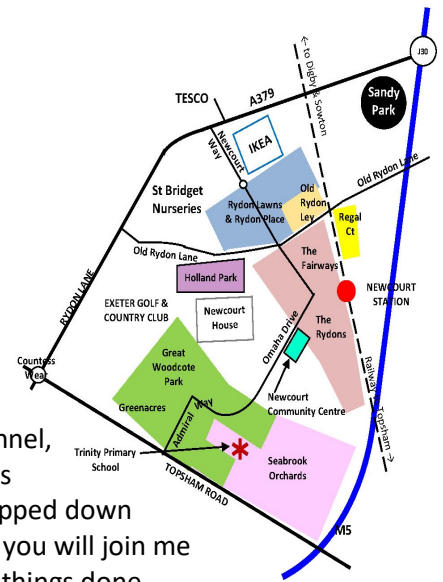 ← to Digby & Sowton
J30
A379
TESCO
Sandy
Park
IKEA
Newcourt
Way
Old Rydon Lane
St Bridget
Nurseries
Old
Rydon
Ley
Rydon Lawns
& Rydon Place
Regal
Ct
Old Rydon Lane
The
Fairways
RYDON LANE
Holland Park
NEWCOURT
STATION
EXETER GOLF &
COUNTRY CLUB
Newcourt
House
The
Rydons
Omaha Drive
Great
Woodcote
Park
Countess
Wear
Railway
Topsham →
Newcourt
Community Centre
Greenacres
Admiral Way
nnel,
Trinity Primary
School
s
Seabrook
Orchards
TOPSHAM ROAD
pped down
M5
you will join me
things done